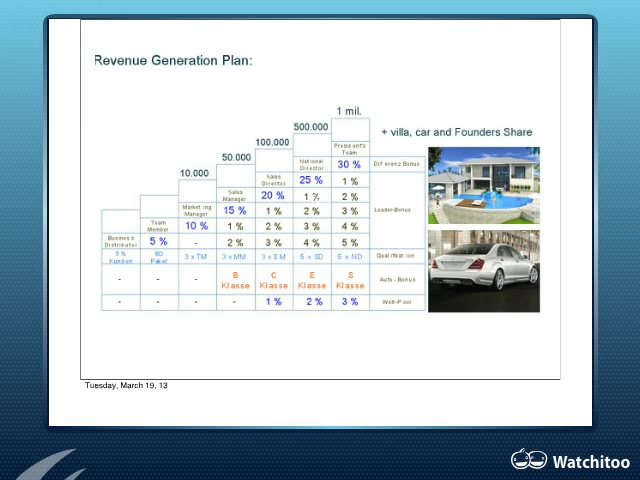 Revenue Generation Plan:
1 mil.
500.000
+ villa, car and Founders Share
100.000
President's Team
50.000
National Director
30 % Differenz Bonus
10.000
Sales Director
25 % 1 %
Sales Manager
20 % 1 % 2 %
Marketing Manager
15 % 1 % 2 % 3 % Leader-Bonus
Team Member
10 % 1 % 2 % 3 % 4 %
Business Distributor
5 % - 2 % 3 % 4 % 5 %
5 % Kunden
BD Paket
3 x TM 3 x MM 3 x SM 5 x SD 5 x ND Qualifikation
- - - B Klasse C Klasse E Klasse S Klasse Auto - Bonus
- - - - 1 % 2 % 3 % Welt-Pool
Tuesday, March 19, 13
Watchitoo